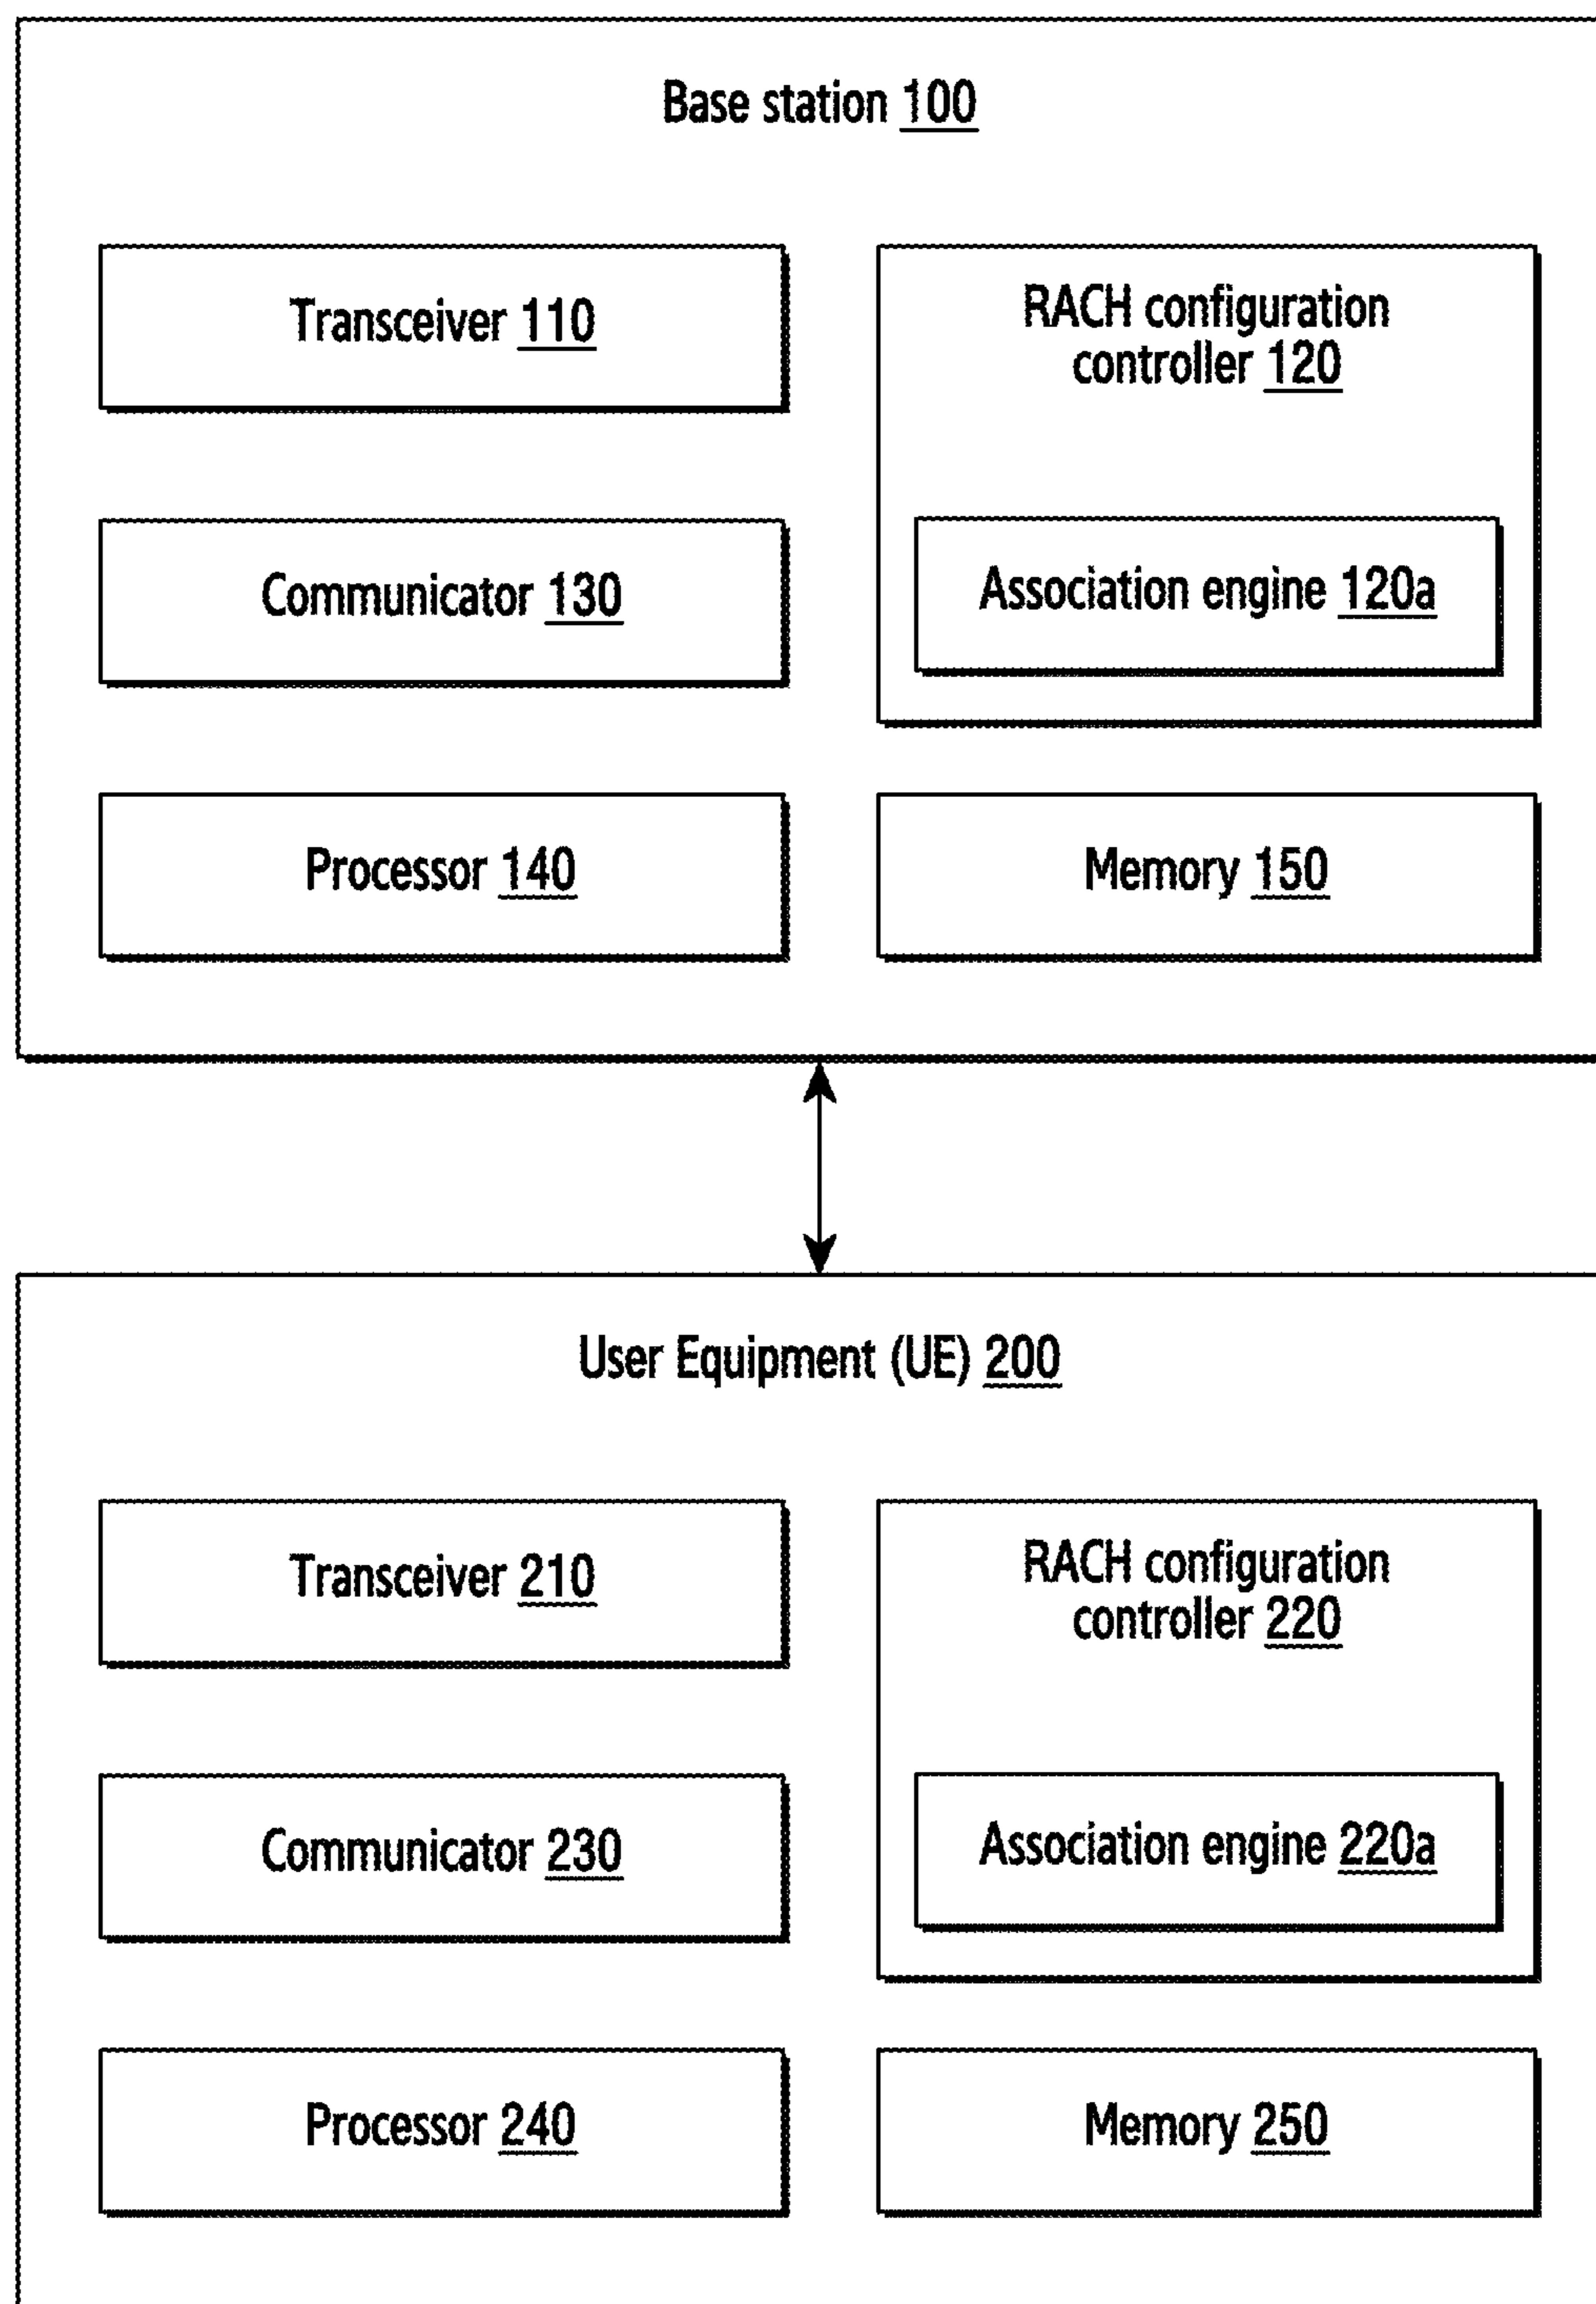 Base station 100
Transceiver 110
RACH configuration
controller 120
Communicator 130
Association engine 120a
Processor 140
Memory 150
User Equipment (UE) 200
Transceiver 210
RACH configuration
controller 220
Communicator 230
Association engine 220a
Processor 240
Memory 250